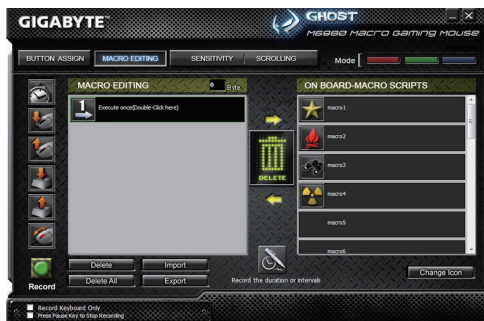 GIGABYTE™
GHOST™
M6980 Macro Gaming Mouse
BUTTON ASSIGN
MACRO EDITING
SENSITIVITY
SCROLLING
Mode
MACRO EDITING
0 Byte
1 Execute once(Double-Click here)
DELETE
ON BOARD-MACRO SCRIPTS
macro1
macro2
macro3
macro4
macro5
macro6
Delete
Import
Delete All
Export
Record
Record the duration or intervals
Change Icon
Record Keyboard Only
Press Pause Key to Stop Recording